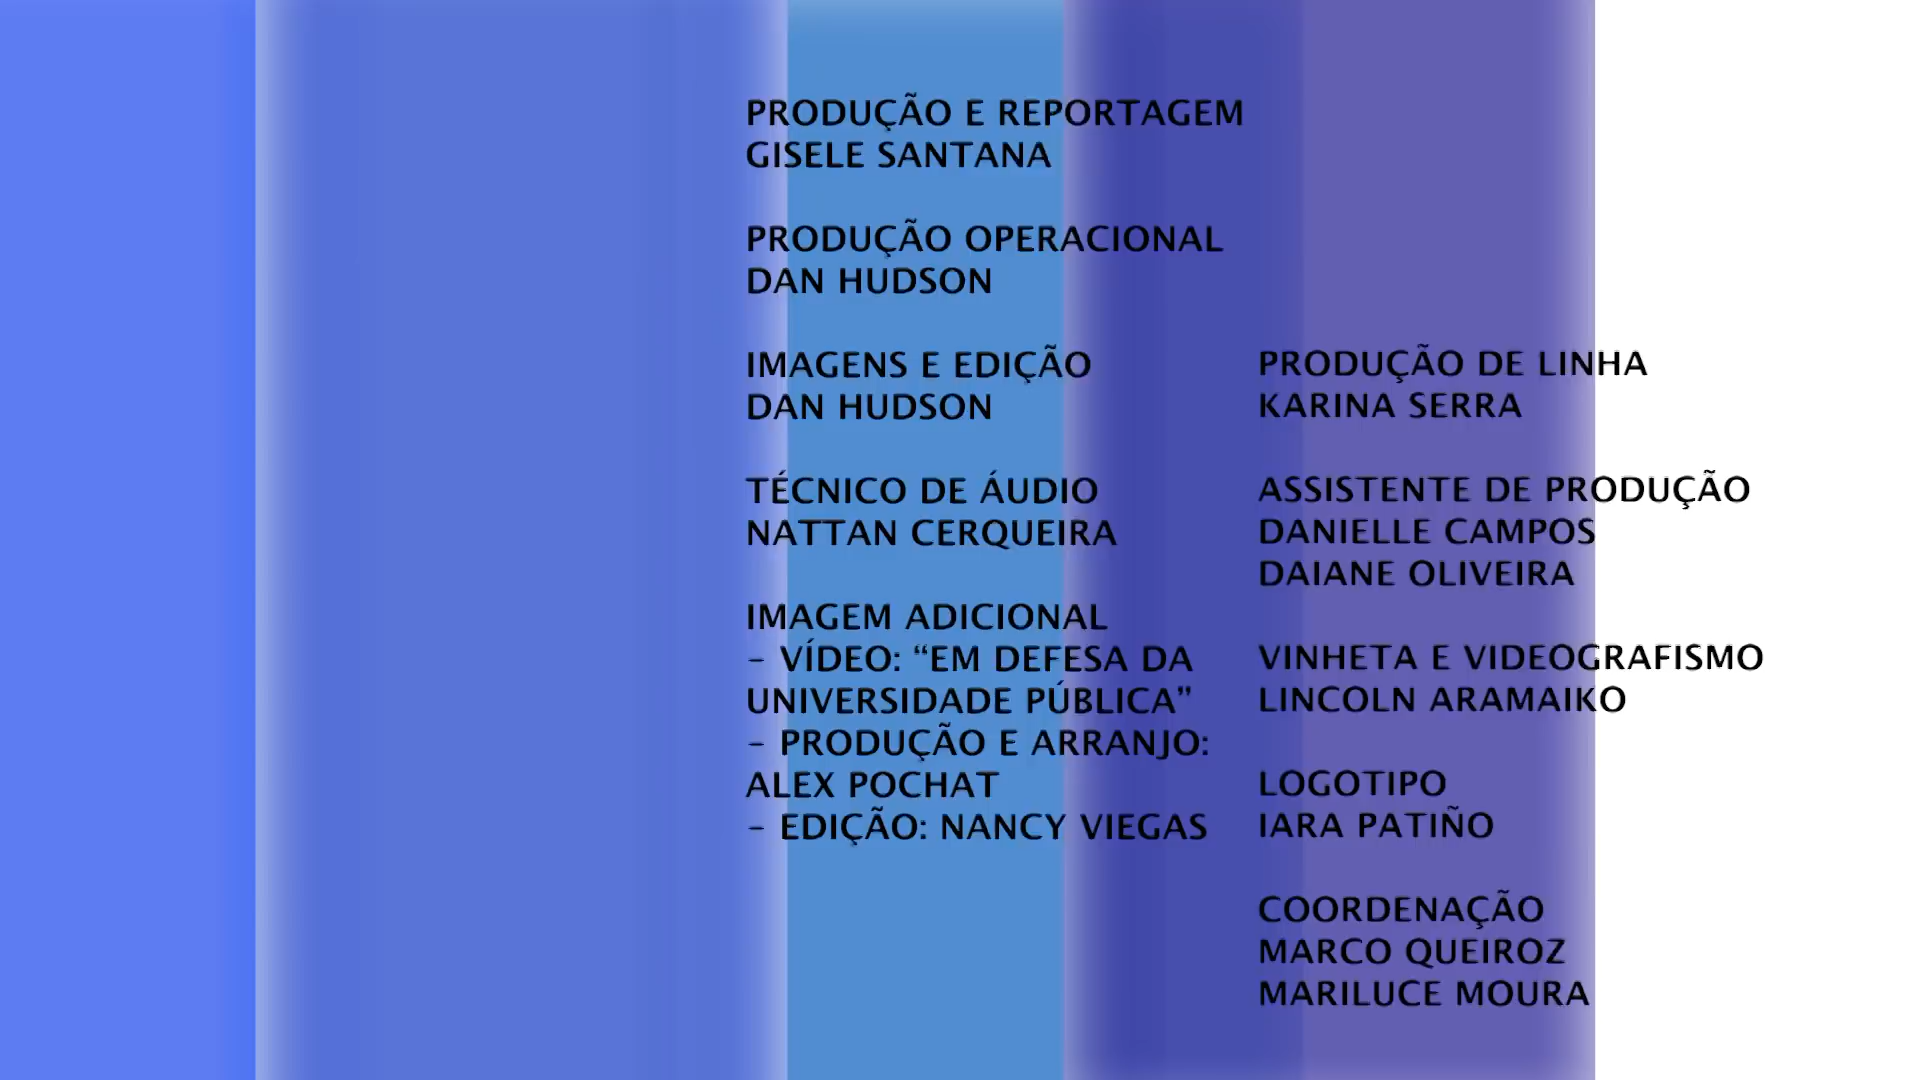 PRODUÇÃO E REPORTAGEM
GISELE SANTANA
PRODUÇÃO OPERACIONAL
DAN HUDSON
IMAGENS E EDIÇÃO
DAN HUDSON
TÉCNICO DE ÁUDIO
NATTAN CERQUEIRA
IMAGEM ADICIONAL
– VÍDEO: “EM DEFESA DA
UNIVERSIDADE PÚBLICA”
– PRODUÇÃO E ARRANJO:
ALEX POCHAT
– EDIÇÃO: NANCY VIEGAS
PRODUÇÃO DE LINHA
KARINA SERRA
ASSISTENTE DE PRODUÇÃO
DANIELLE CAMPOS
DAIANE OLIVEIRA
VINHETA E VIDEOGRAFISMO
LINCOLN ARAMAIKO
LOGOTIPO
IARA PATIÑO
COORDENAÇÃO
MARCO QUEIROZ
MARILUCE MOURA